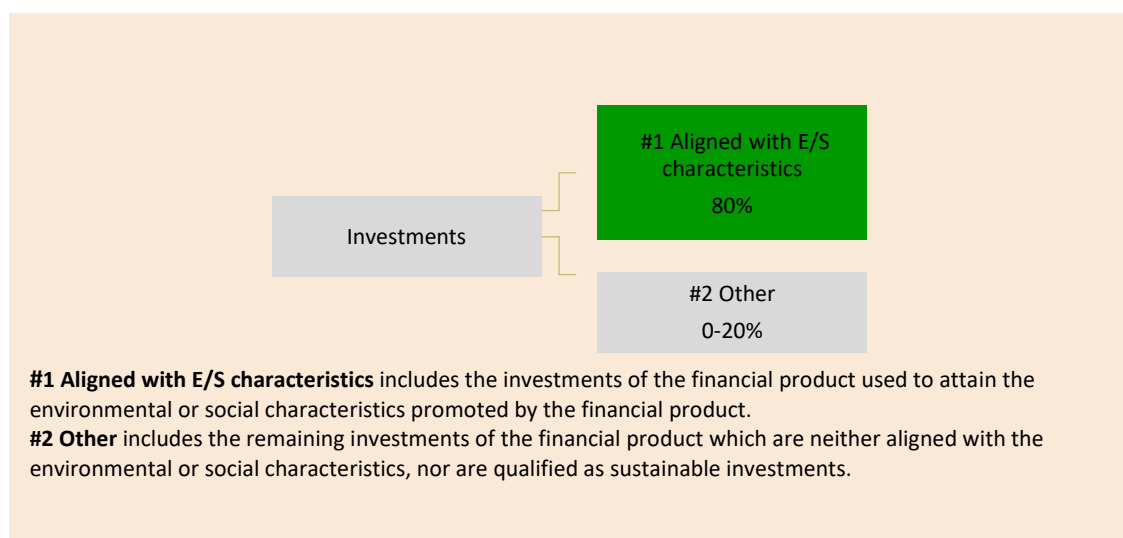 #1 Aligned with E/S
characteristics
80%
Investments
#2 Other
0-20%
#1 Aligned with E/S characteristics includes the investments of the financial product used to attain the
environmental or social characteristics promoted by the financial product.
#2 Other includes the remaining investments of the financial product which are neither aligned with the
environmental or social characteristics, nor are qualified as sustainable investments.